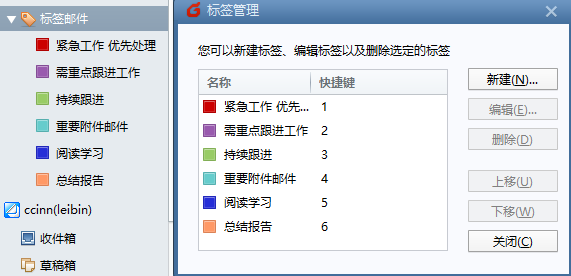 标签邮件
紧急工作 优先处理
需重点跟进工作
持续跟进
重要附件邮件
阅读学习
总结报告
ccinn(leibin)
收件箱
草稿箱
标签管理
您可以新建标签、编辑标签以及删除选定的标签
名称 快捷键
紧急工作 优先... 1
需重点跟进工作 2
持续跟进 3
重要附件邮件 4
阅读学习 5
总结报告 6
新建(N)...
编辑(E)...
删除(D)
上移(U)
下移(W)
关闭(C)